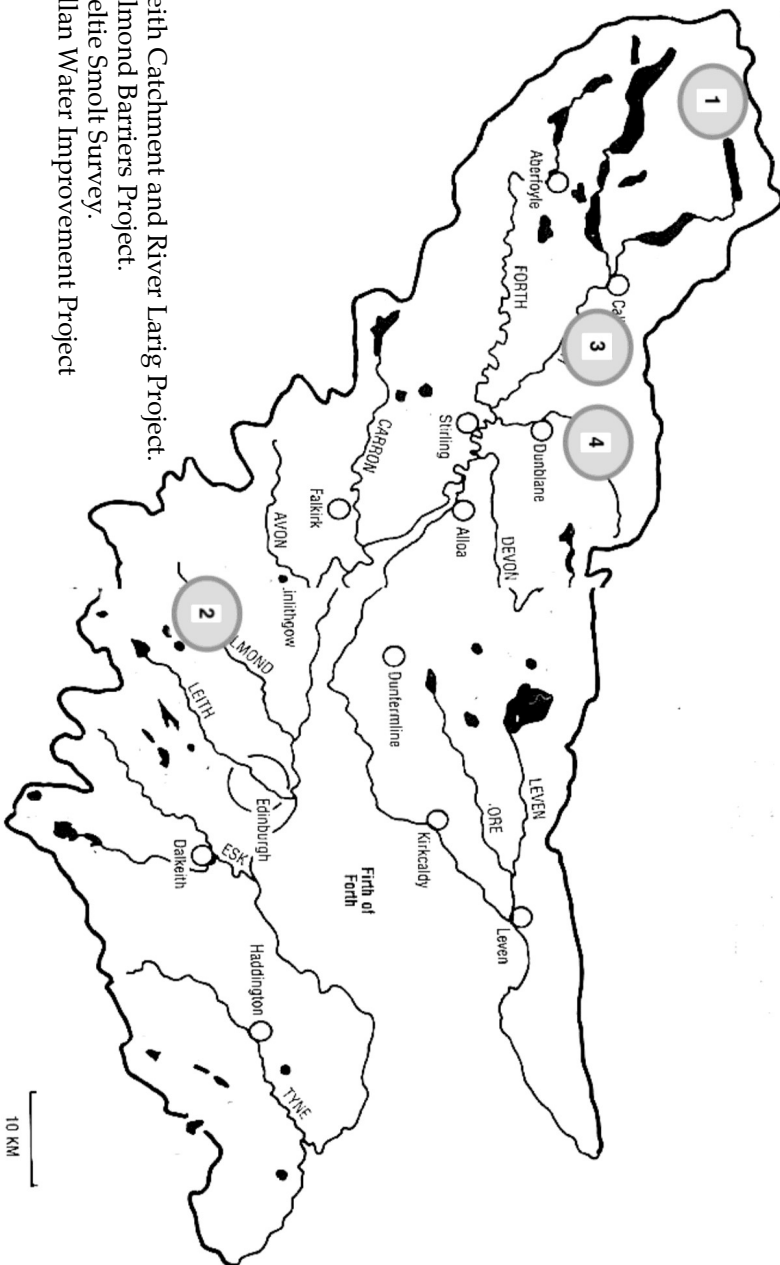 1
Cal
3
4
Aberfoyle
Dunblane
LEVEN
FORTH
DEVON
Leven
ORE
Alloa
Stirling
Kirkcaldy
Dunfermline
CARRON
Firth of
Forth
Falkirk
TYNE
inlithgow
AVON
Edinburgh
Haddington
LMOND
ESK
2
LEITH
Dalkeith
eith Catchment and River Larig Project.
lmond Barriers Project.
eltie Smolt Survey.
llan Water Improvement Project
10 KM